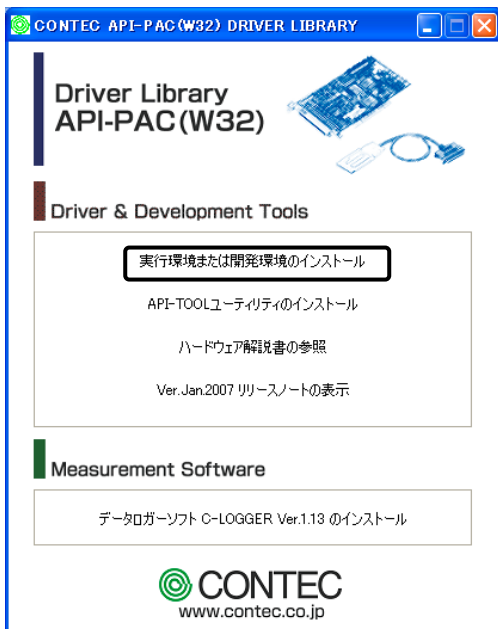 CONTEC API-PAC(W32) DRIVER LIBRARY
Driver Library
API-PAC(W32)
Driver & Development Tools
実行環境または開発環境のインストール
API-TOOLユーティリティのインストール
ハードウェア解説書の参照
Ver.Jan.2007 リリースノートの表示
Measurement Software
データロガーソフト C-LOGGER Ver.1.13 のインストール
CONTEC
www.contec.co.jp